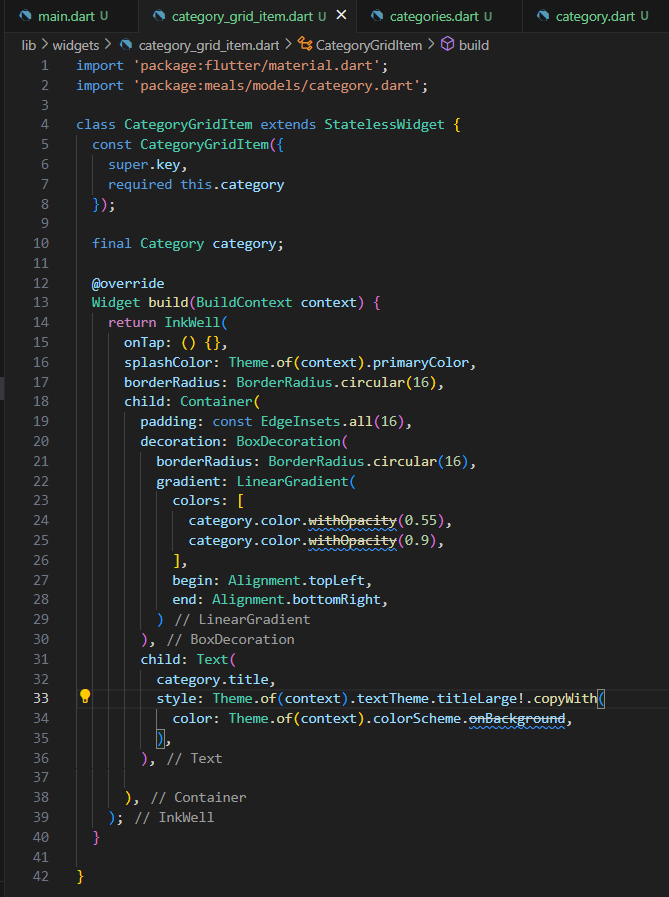 main.dart U
category_grid_item.dart U
categories.dart U
category.dart U
lib > widgets > category_grid_item.dart > CategoryGridItem > build
1 import 'package:flutter/material.dart';
2 import 'package:meals/models/category.dart';
3
4 class CategoryGridItem extends StatelessWidget {
5   const CategoryGridItem({
6     super.key,
7     required this.category
8   });
9
10   final Category category;
11
12   @override
13   Widget build(BuildContext context) {
14     return InkWell(
15       onTap: () {},
16       splashColor: Theme.of(context).primaryColor,
17       borderRadius: BorderRadius.circular(16),
18       child: Container(
19         padding: const EdgeInsets.all(16),
20         decoration: BoxDecoration(
21           borderRadius: BorderRadius.circular(16),
22           gradient: LinearGradient(
23             colors: [
24               category.color.withOpacity(0.55),
25               category.color.withOpacity(0.9),
26             ],
27             begin: Alignment.topLeft,
28             end: Alignment.bottomRight,
29           ) // LinearGradient
30         ), // BoxDecoration
31         child: Text(
32           category.title,
33           style: Theme.of(context).textTheme.titleLarge!.copyWith(
34             color: Theme.of(context).colorScheme.onBackground,
35           ),
36         ), // Text
37
38       ), // Container
39     ); // InkWell
40   }
41
42 }